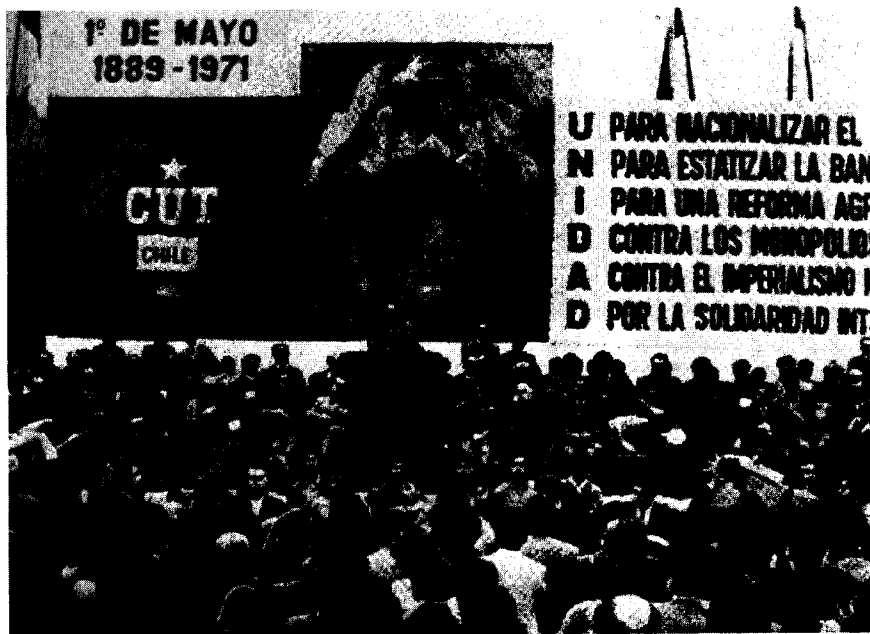 1º DE MAYO
1889-1971
CUT
CHILE
U PARA NACIONALIZAR EL
N PARA ESTATIZAR LA BAN
I PARA UNA REFORMA AGR
D CONTRA LOS MONOPOLIOS
A CONTRA EL IMPERIALISMO
D POR LA SOLIDARIDAD INT